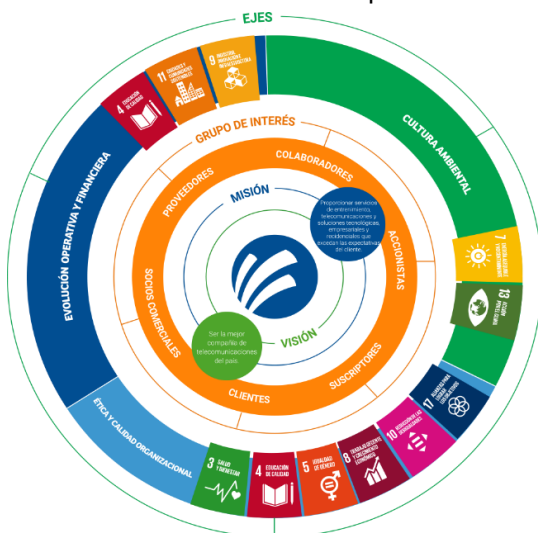 EJES
CULTURA AMBIENTAL
EVOLUCIÓN OPERATIVA Y FINANCIERA
ÉTICA Y CALIDAD ORGANIZACIONAL
4 EDUCACIÓN
DE CALIDAD
11 CIUDADES Y
COMUNIDADES
SOSTENIBLES
9 INDUSTRIA,
INNOVACIÓN E
INFRAESTRUCTURA
7
13 ACCIÓN
POR EL CLIMA
17 ALIANZAS PARA
LOGRAR
LOS OBJETIVOS
10 REDUCCIÓN DE LAS
DESIGUALDADES
8 TRABAJO DECENTE
Y CRECIMIENTO
ECONÓMICO
5 IGUALDAD
DE GÉNERO
4 EDUCACIÓN
DE CALIDAD
3 SALUD
Y BIENESTAR
GRUPO DE INTERÉS
PROVEEDORES
COLABORADORES
ACCIONISTAS
SUSCRIPTORES
CLIENTES
SOCIOS COMERCIALES
MISIÓN
Proporcionar servicios
de entretenimiento,
telecomunicaciones y
soluciones tecnológicas,
empresariales y
residenciales que
excedan las expectativas
del cliente.
Ser la mejor
compañía de
telecomunicaciones
del país.
VISIÓN